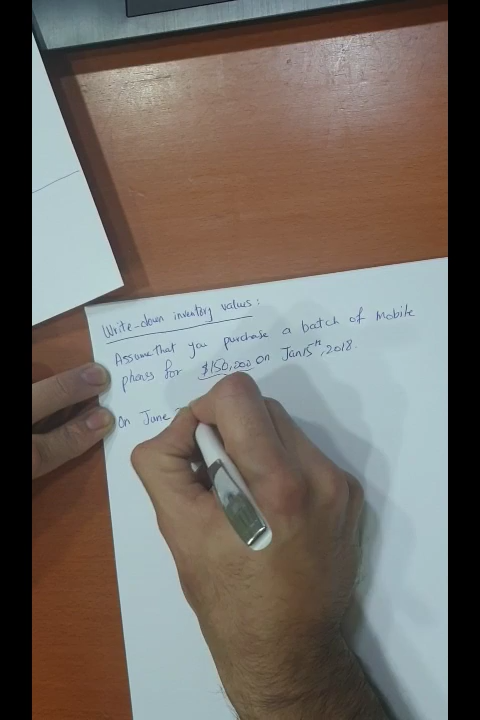 Write-down inventory values:
Assume that you purchase a batch of Mobile
phones for $150,000 on Jan 15th, 2018.
On June